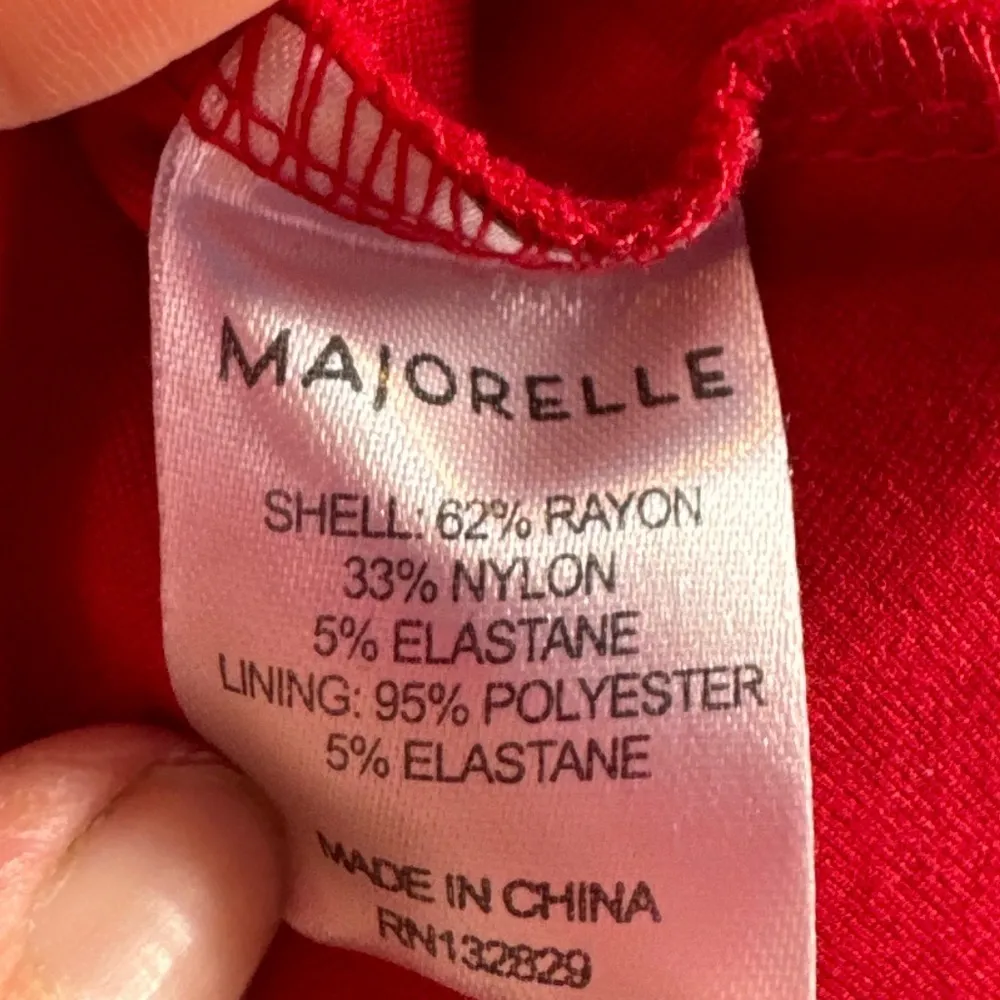 MAJORELLE
SHELL: 62% RAYON
33% NYLON
5% ELASTANE
LINING: 95% POLYESTER
5% ELASTANE
MADE IN CHINA
RN132829